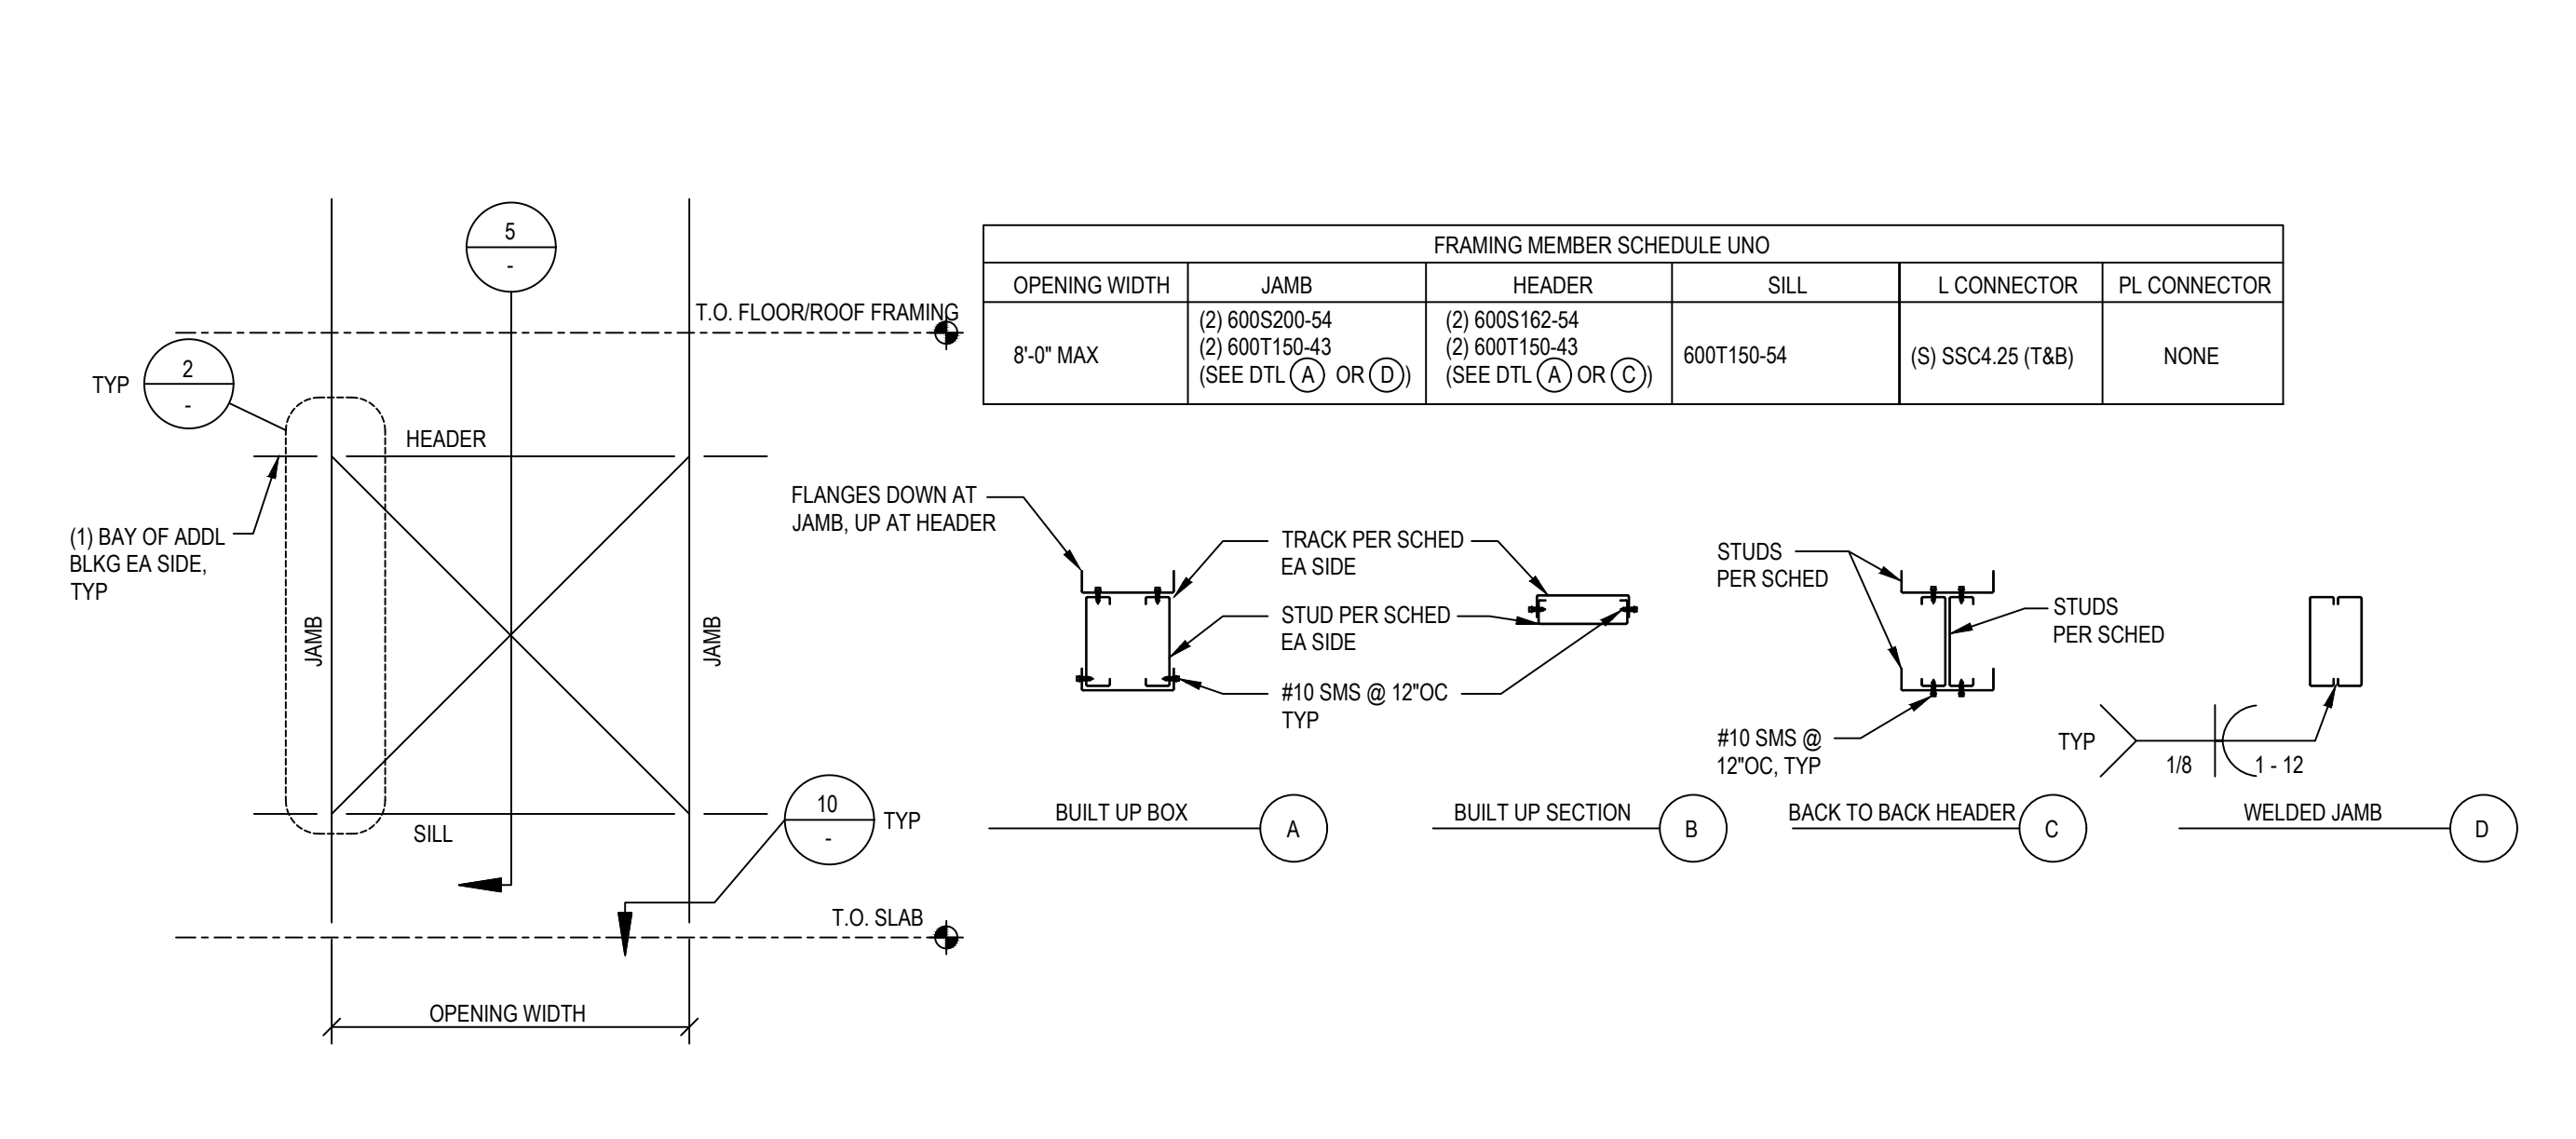 5
-
T.O. FLOOR/ROOF FRAMING
TYP
2
-
HEADER
(1) BAY OF ADDL
BLKG EA SIDE,
TYP
JAMB
JAMB
SILL
10
-
TYP
T.O. SLAB
OPENING WIDTH
FRAMING MEMBER SCHEDULE UNO
OPENING WIDTH JAMB HEADER SILL L CONNECTOR PL CONNECTOR
8'-0" MAX
(2) 600S200-54
(2) 600T150-43
(SEE DTL A OR D)
(2) 600S162-54
(2) 600T150-43
(SEE DTL A OR C)
600T150-54
(S) SSC4.25 (T&B)
NONE
FLANGES DOWN AT
JAMB, UP AT HEADER
TRACK PER SCHED
EA SIDE
STUD PER SCHED
EA SIDE
#10 SMS @ 12"OC
TYP
STUDS
PER SCHED
STUDS
PER SCHED
#10 SMS @
12"OC, TYP
TYP
1/8
1 - 12
BUILT UP BOX A
BUILT UP SECTION B
BACK TO BACK HEADER C
WELDED JAMB D